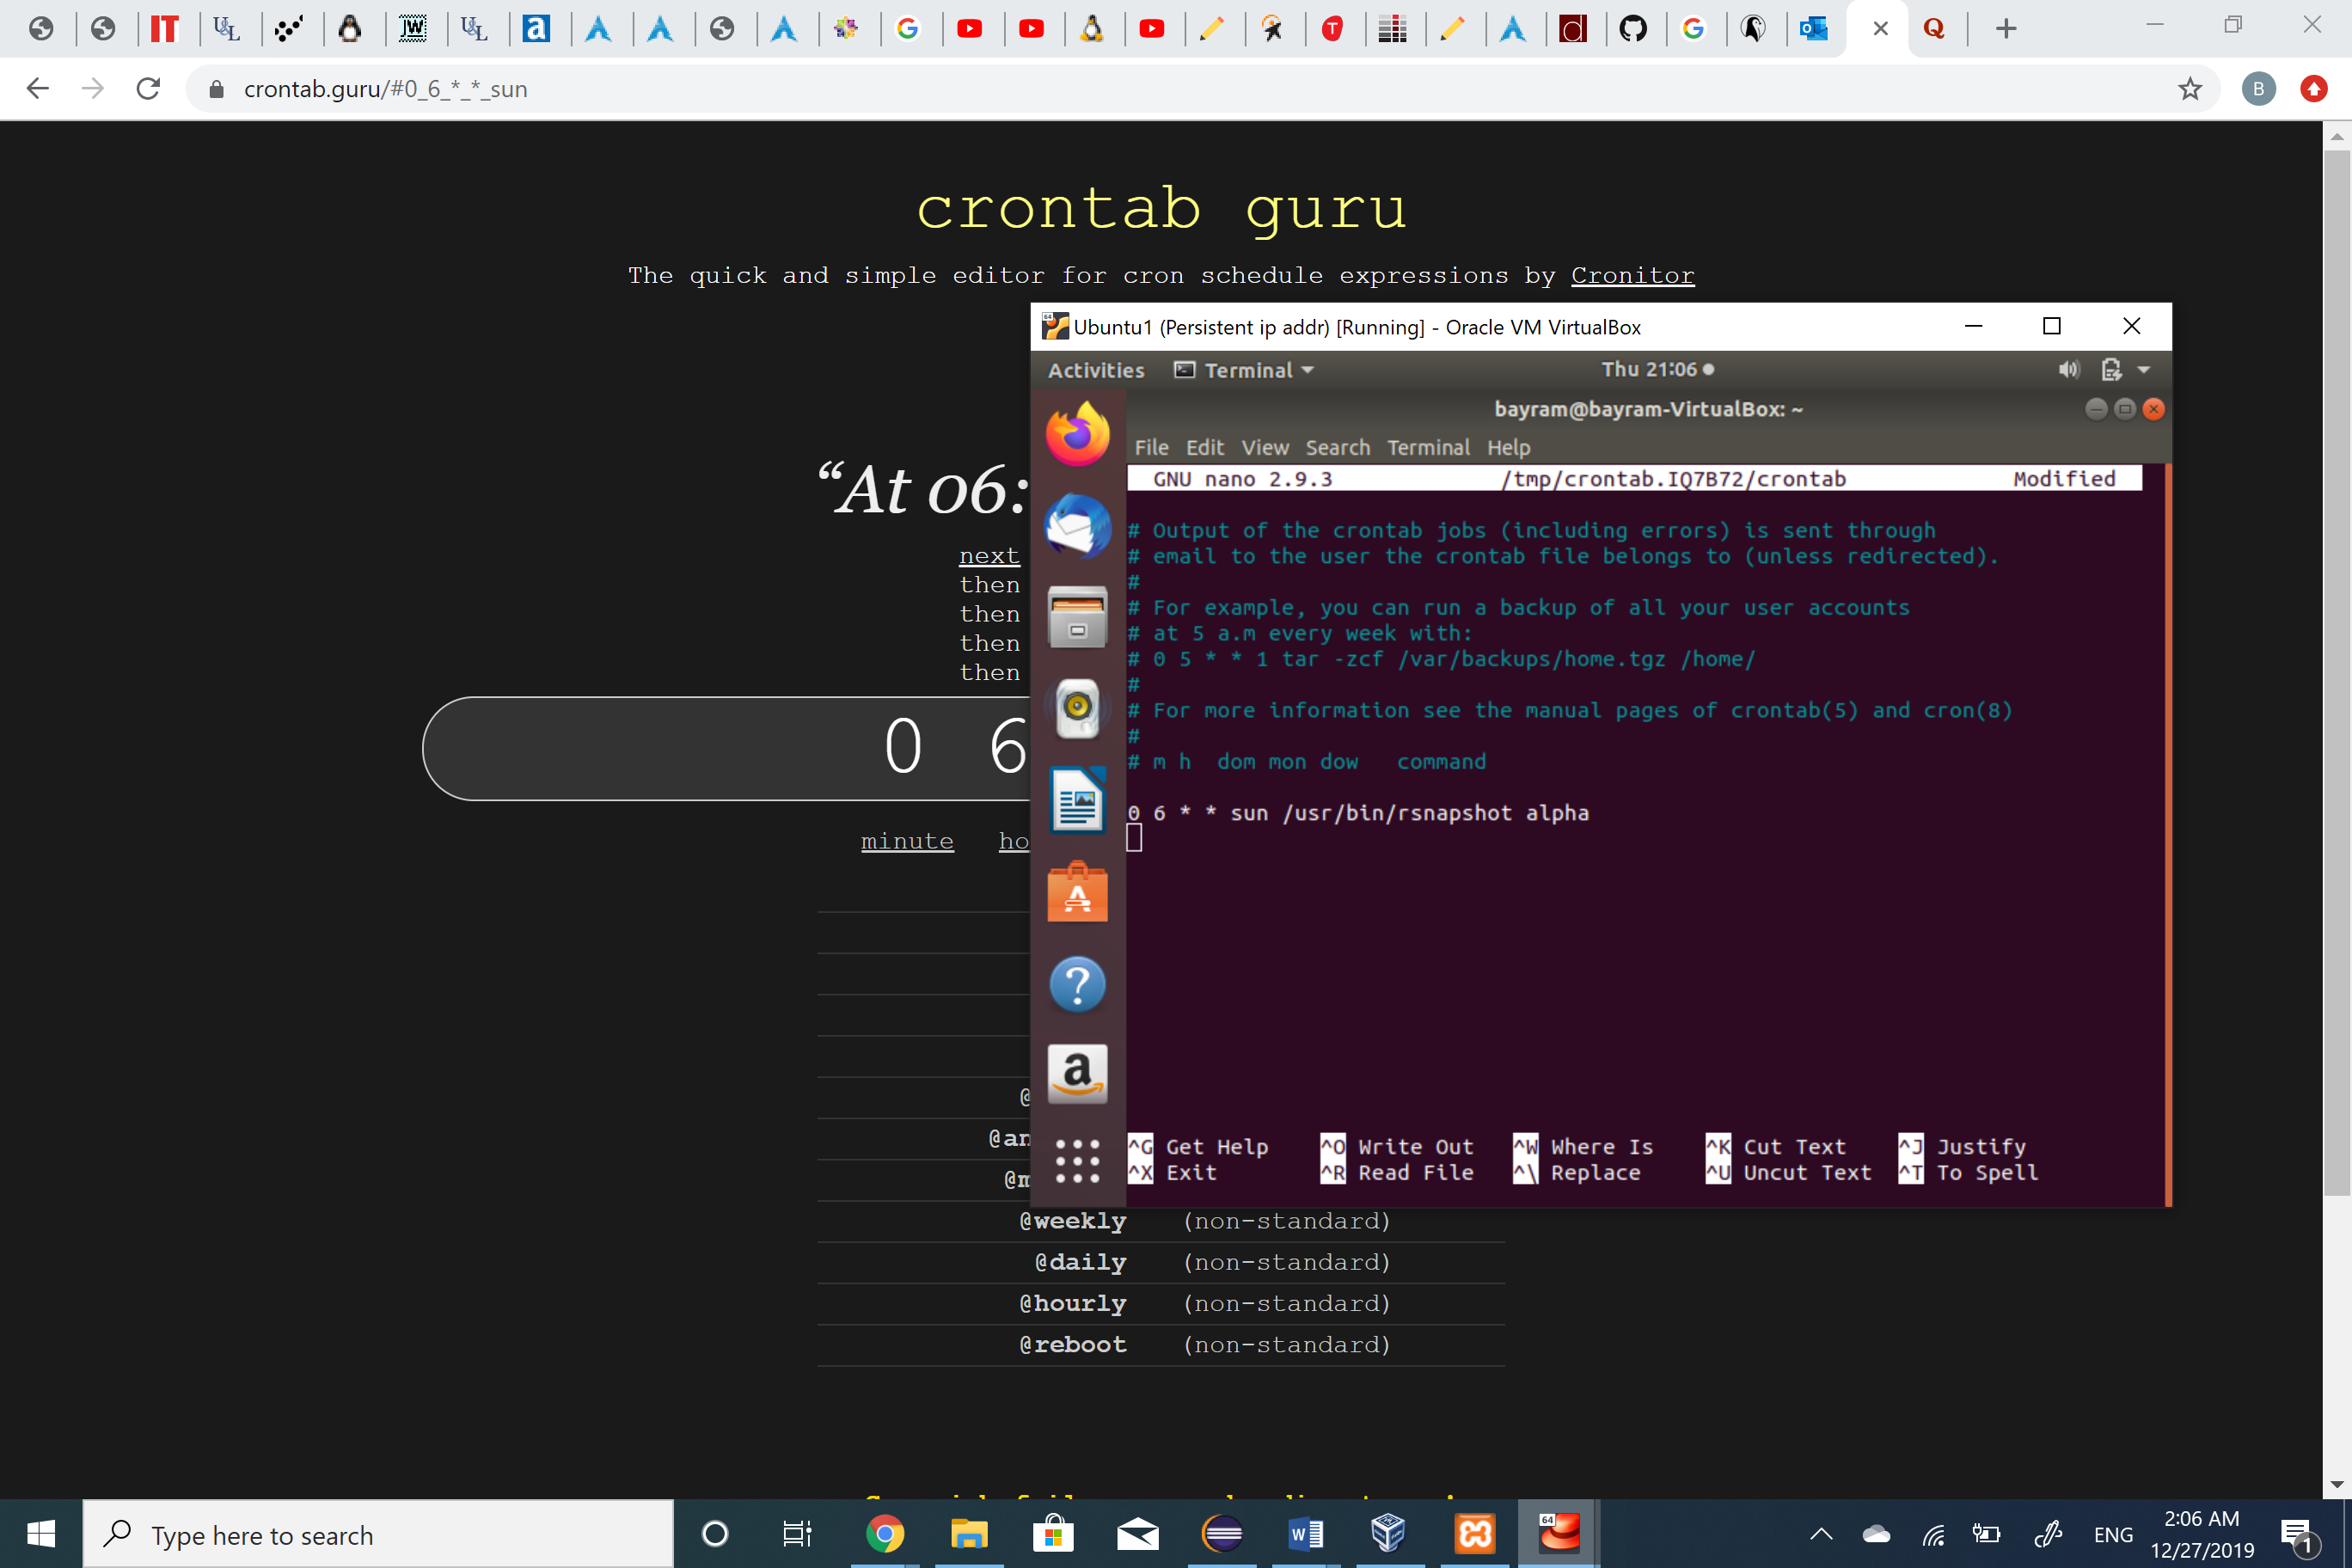 crontab.guru/#0_6_*_*_sun
B
crontab guru
The quick and simple editor for cron schedule expressions by Cronitor
“At 06:
next
then
then
then
then
0 6
minute ho
@
@an
@m
@weekly (non-standard)
@daily (non-standard)
@hourly (non-standard)
@reboot (non-standard)
Ubuntu1 (Persistent ip addr) [Running] - Oracle VM VirtualBox
Activities Terminal Thu 21:06
bayram@bayram-VirtualBox: ~
File Edit View Search Terminal Help
GNU nano 2.9.3 /tmp/crontab.IQ7B72/crontab Modified
# Output of the crontab jobs (including errors) is sent through
# email to the user the crontab file belongs to (unless redirected).
#
# For example, you can run a backup of all your user accounts
# at 5 a.m every week with:
# 0 5 * * 1 tar -zcf /var/backups/home.tgz /home/
#
# For more information see the manual pages of crontab(5) and cron(8)
#
# m h  dom mon dow   command
0 6 * * sun /usr/bin/rsnapshot alpha
^G Get Help ^O Write Out ^W Where Is ^K Cut Text ^J Justify
^X Exit ^R Read File ^\ Replace ^U Uncut Text ^T To Spell
Type here to search
ENG
2:06 AM
12/27/2019
1